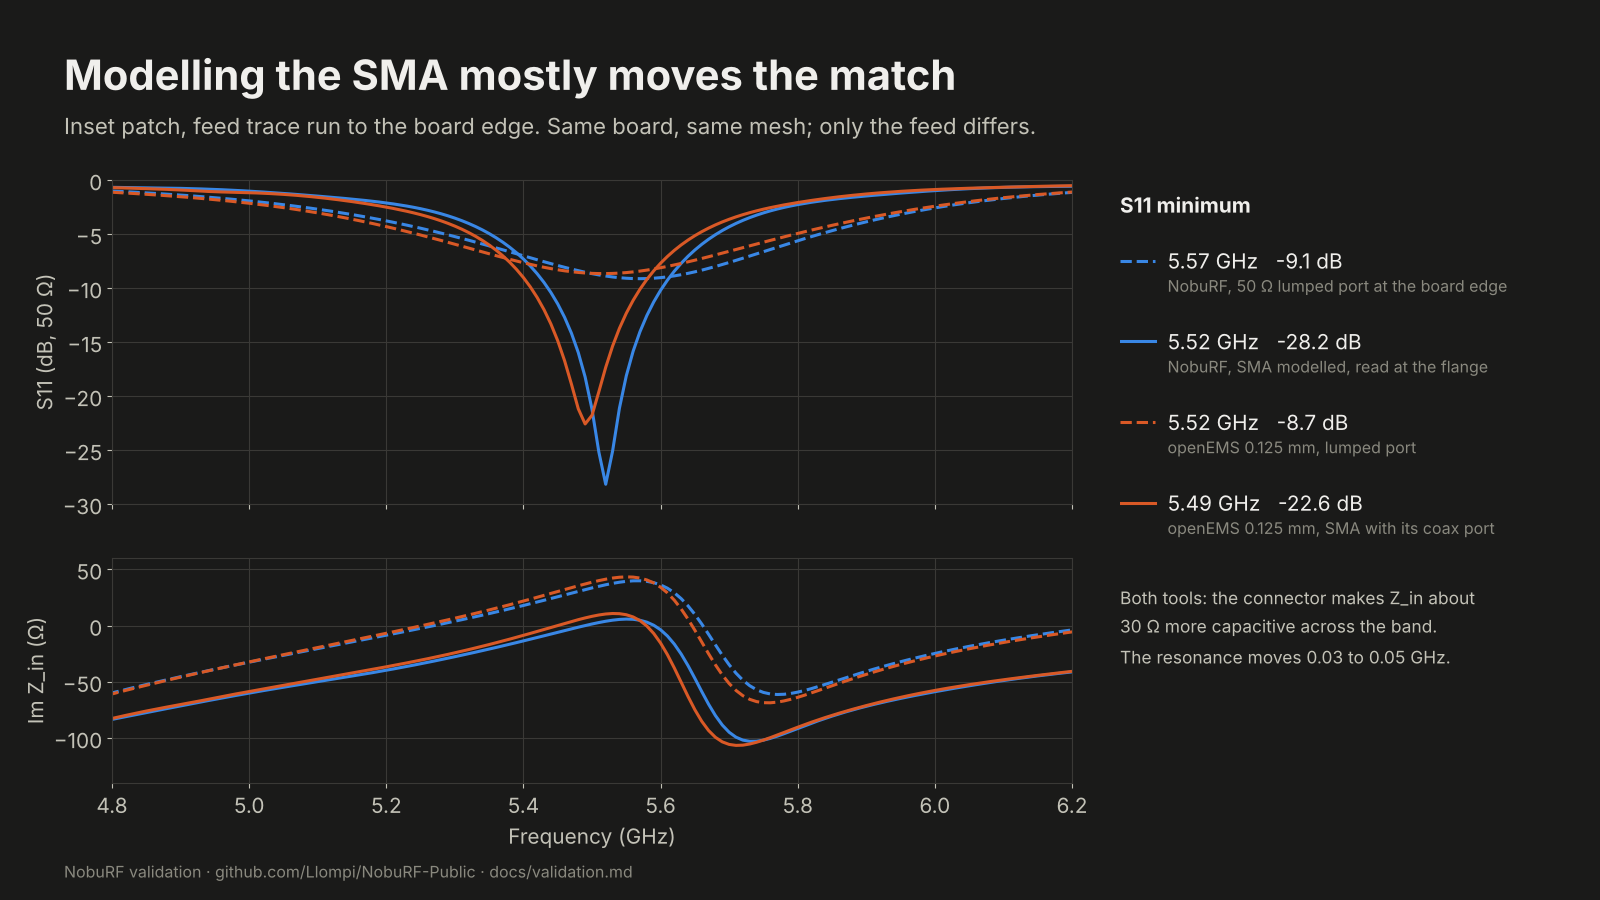 Modelling the SMA mostly moves the match
Inset patch, feed trace run to the board edge. Same board, same mesh; only the feed differs.
S11 (dB, 50 Ω)
0
−5
−10
−15
−20
−25
−30
S11 minimum
5.57 GHz -9.1 dB
NobuRF, 50 Ω lumped port at the board edge
5.52 GHz -28.2 dB
NobuRF, SMA modelled, read at the flange
5.52 GHz -8.7 dB
openEMS 0.125 mm, lumped port
5.49 GHz -22.6 dB
openEMS 0.125 mm, SMA with its coax port
Im Z_in (Ω)
50
0
−50
−100
4.8 5.0 5.2 5.4 5.6 5.8 6.0 6.2
Frequency (GHz)
Both tools: the connector makes Z_in about
30 Ω more capacitive across the band.
The resonance moves 0.03 to 0.05 GHz.
NobuRF validation · github.com/Llompi/NobuRF-Public · docs/validation.md